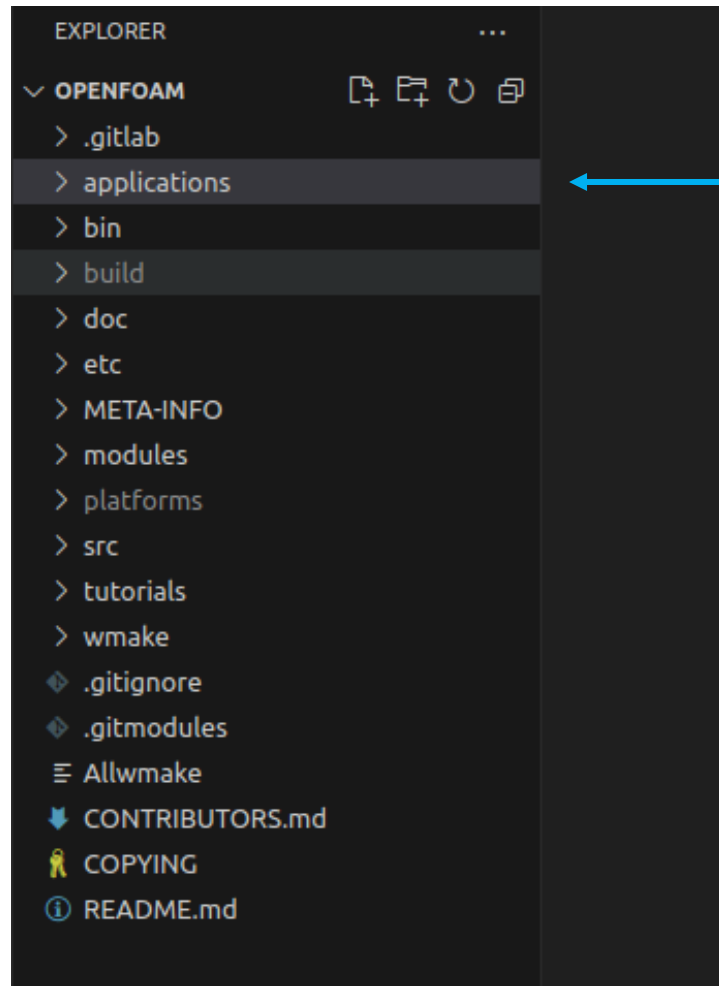 EXPLORER
OPENFOAM
.gitlab
applications
bin
build
doc
etc
META-INFO
modules
platforms
src
tutorials
wmake
.gitignore
.gitmodules
Allwmake
CONTRIBUTORS.md
COPYING
README.md